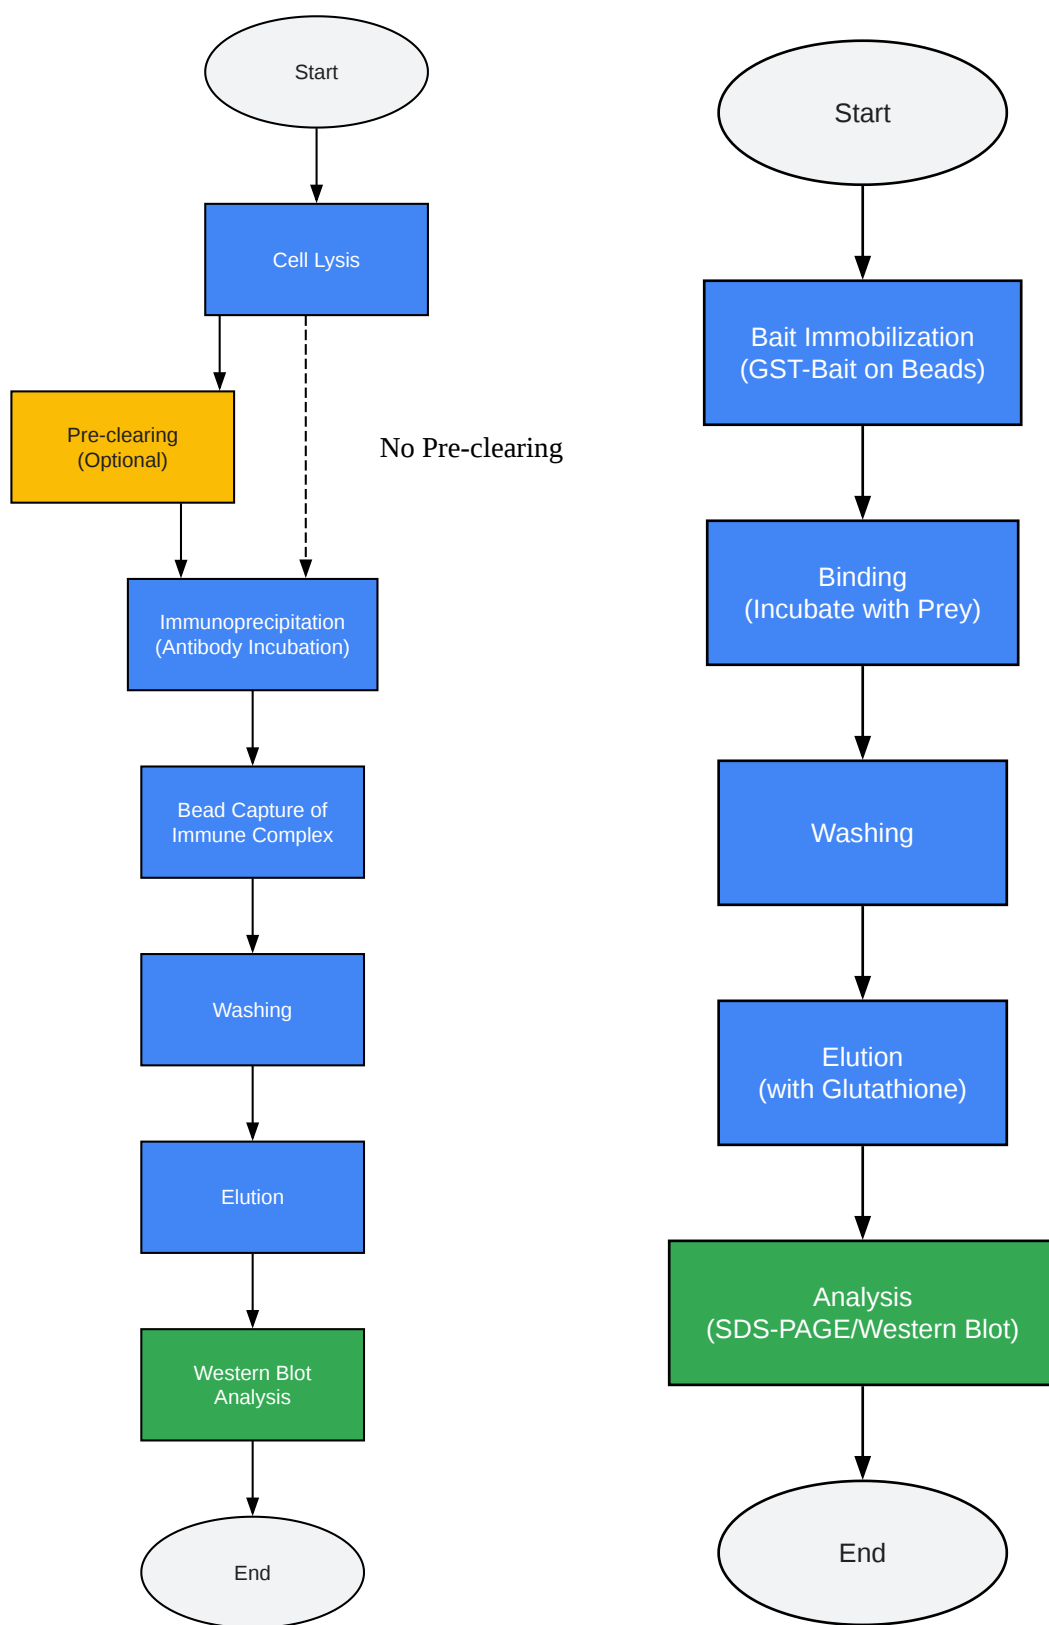 Start
Cell Lysis
Pre-clearing
(Optional)
No Pre-clearing
Immunoprecipitation
(Antibody Incubation)
Bead Capture of
Immune Complex
Washing
Elution
Western Blot
Analysis
End
Start
Bait Immobilization
(GST-Bait on Beads)
Binding
(Incubate with Prey)
Washing
Elution
(with Glutathione)
Analysis
(SDS-PAGE/Western Blot)
End